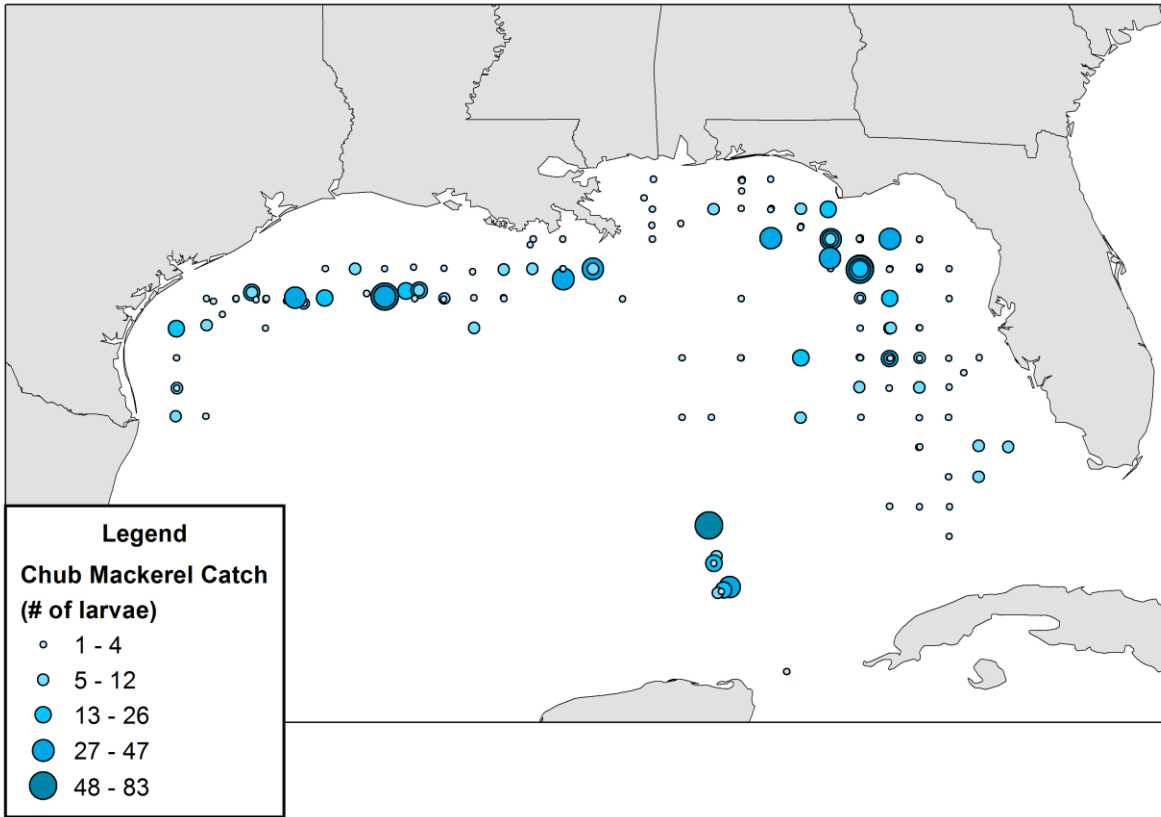 Legend
Chub Mackerel Catch
(# of larvae)
1 - 4
5 - 12
13 - 26
27 - 47
48 - 83